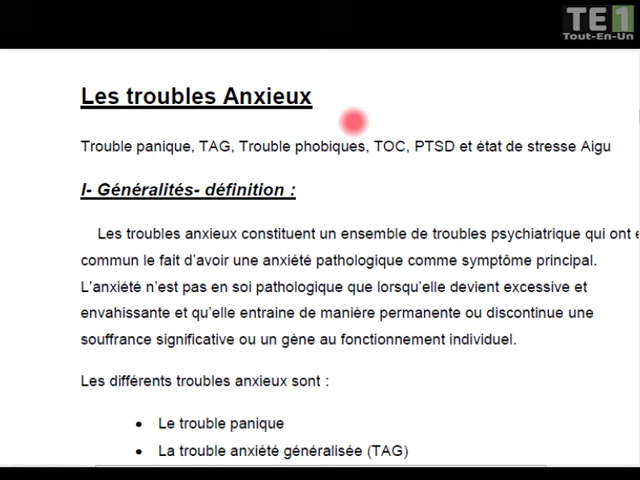 TE1
Tout-En-Un
Les troubles Anxieux
Trouble panique, TAG, Trouble phobiques, TOC, PTSD et état de stresse Aigu
I- Généralités- définition :
Les troubles anxieux constituent un ensemble de troubles psychiatrique qui ont e
commun le fait d'avoir une anxiété pathologique comme symptôme principal.
L'anxiété n'est pas en soi pathologique que lorsqu'elle devient excessive et
envahissante et qu'elle entraine de manière permanente ou discontinue une
souffrance significative ou un gène au fonctionnement individuel.
Les différents troubles anxieux sont :
• Le trouble panique
• La trouble anxiété généralisée (TAG)